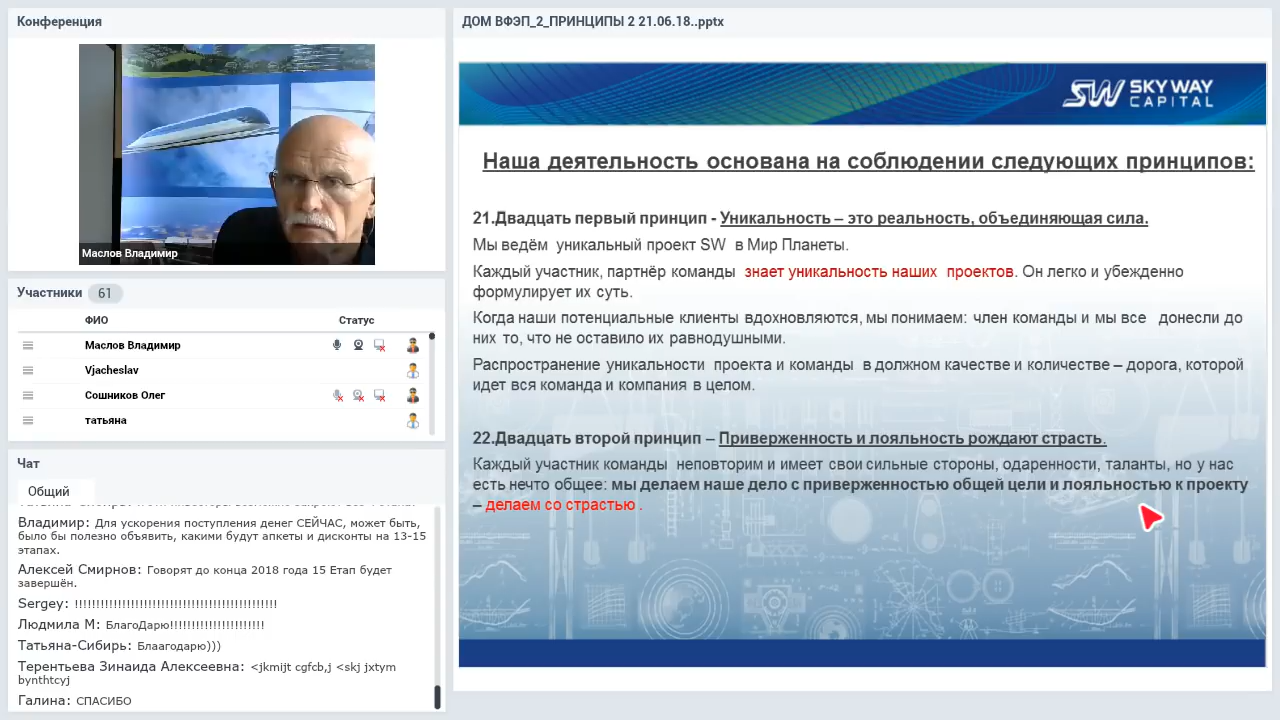 Конференция
Маслов Владимир
Участники 61
ФИО Статус
Маслов Владимир
Vjacheslav
Сошников Олег
татьяна
Чат
Общий
Владимир: Для ускорения поступления денег СЕЙЧАС, может быть,
было бы полезно объявить, какими будут апкеты и дисконты на 13-15
этапах.
Алексей Смирнов: Говорят до конца 2018 года 15 Етап будет
завершён.
Sergey: !!!!!!!!!!!!!!!!!!!!!!!!!!!!!!!!!!!!!!!!!!!!!!!
Людмила М: БлагоДарю!!!!!!!!!!!!!!!!!!!!!!
Татьяна-Сибирь: Блаагодарю)))
Терентьева Зинаида Алексеевна: <jkmijt cgfcb,j <skj jxtym
bynthtcyj
Галина: СПАСИБО
ДОМ ВФЭП_2_ПРИНЦИПЫ 2 21.06.18..pptx
SW SKY WAY
CAPITAL
Наша деятельность основана на соблюдении следующих принципов:
21.Двадцать первый принцип - Уникальность – это реальность, объединяющая сила.
Мы ведём уникальный проект SW в Мир Планеты.
Каждый участник, партнёр команды знает уникальность наших проектов. Он легко и убежденно
формулирует их суть.
Когда наши потенциальные клиенты вдохновляются, мы понимаем: член команды и мы все донесли до
них то, что не оставило их равнодушными.
Распространение уникальности проекта и команды в должном качестве и количестве – дорога, которой
идет вся команда и компания в целом.
22.Двадцать второй принцип – Приверженность и лояльность рождают страсть.
Каждый участник команды неповторим и имеет свои сильные стороны, одаренности, таланты, но у нас
есть нечто общее: мы делаем наше дело с приверженностью общей цели и лояльностью к проекту
– делаем со страстью .